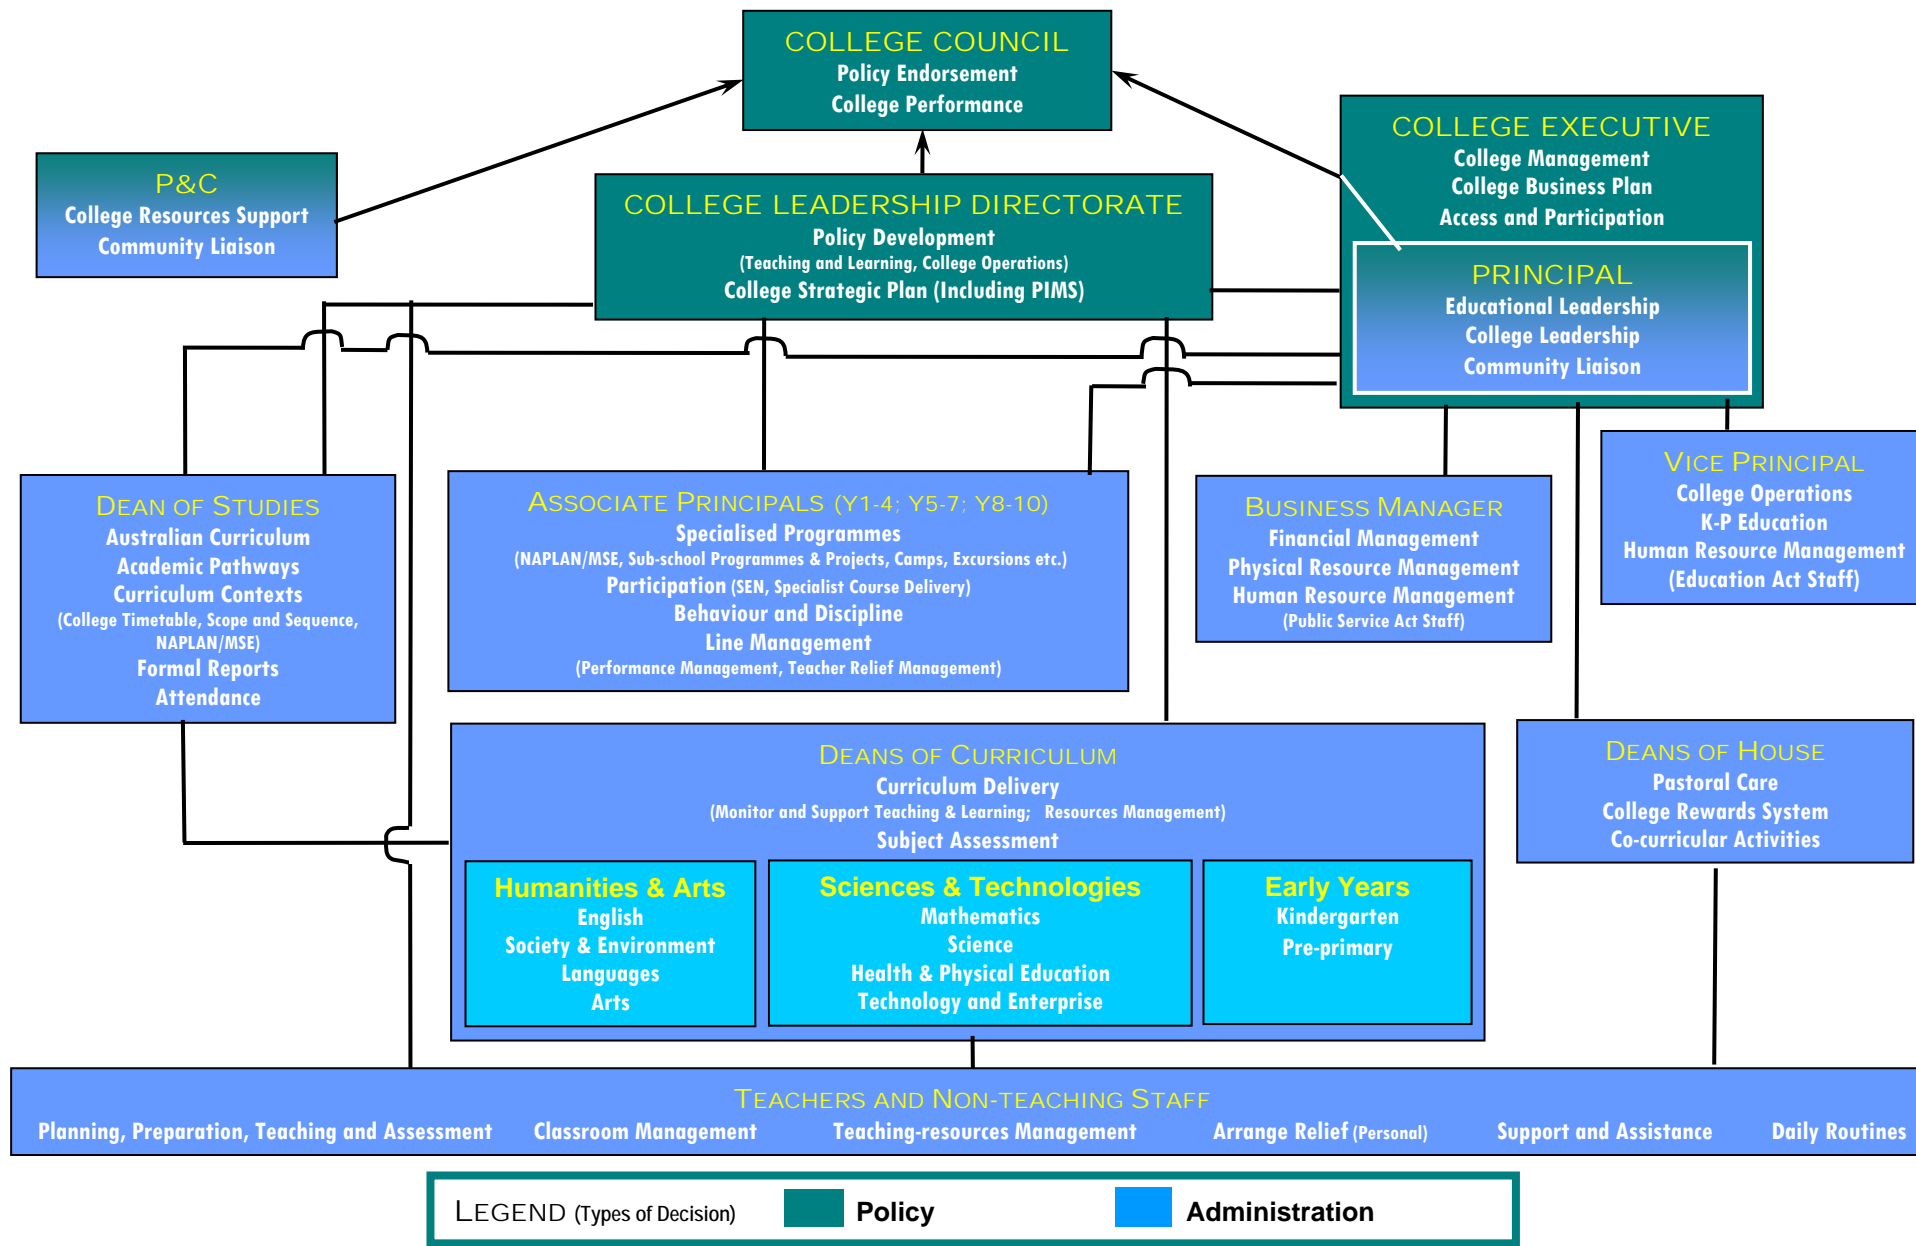 COLLEGE COUNCIL
Policy Endorsement
College Performance
COLLEGE EXECUTIVE
College Management
College Business Plan
Access and Participation
P&C
College Resources Support
Community Liaison
COLLEGE LEADERSHIP DIRECTORATE
Policy Development
(Teaching and Learning, College Operations)
College Strategic Plan (Including PIMS)
PRINCIPAL
Educational Leadership
College Leadership
Community Liaison
DEAN OF STUDIES
Australian Curriculum
Academic Pathways
Curriculum Contexts
(College Timetable, Scope and Sequence,
NAPLAN/MSE)
Formal Reports
Attendance
ASSOCIATE PRINCIPALS (Y1-4; Y5-7; Y8-10)
Specialised Programmes
(NAPLAN/MSE, Sub-school Programmes & Projects, Camps, Excursions etc.)
Participation (SEN, Specialist Course Delivery)
Behaviour and Discipline
Line Management
(Performance Management, Teacher Relief Management)
BUSINESS MANAGER
Financial Management
Physical Resource Management
Human Resource Management
(Public Service Act Staff)
VICE PRINCIPAL
College Operations
K-P Education
Human Resource Management
(Education Act Staff)
DEANS OF CURRICULUM
Curriculum Delivery
(Monitor and Support Teaching & Learning; Resources Management)
Subject Assessment
Humanities & Arts
English
Society & Environment
Languages
Arts
Sciences & Technologies
Mathematics
Science
Health & Physical Education
Technology and Enterprise
Early Years
Kindergarten
Pre-primary
DEANS OF HOUSE
Pastoral Care
College Rewards System
Co-curricular Activities
TEACHERS AND NON-TEACHING STAFF
Planning, Preparation, Teaching and Assessment Classroom Management Teaching-resources Management Arrange Relief (Personal) Support and Assistance Daily Routines
LEGEND (Types of Decision) Policy Administration